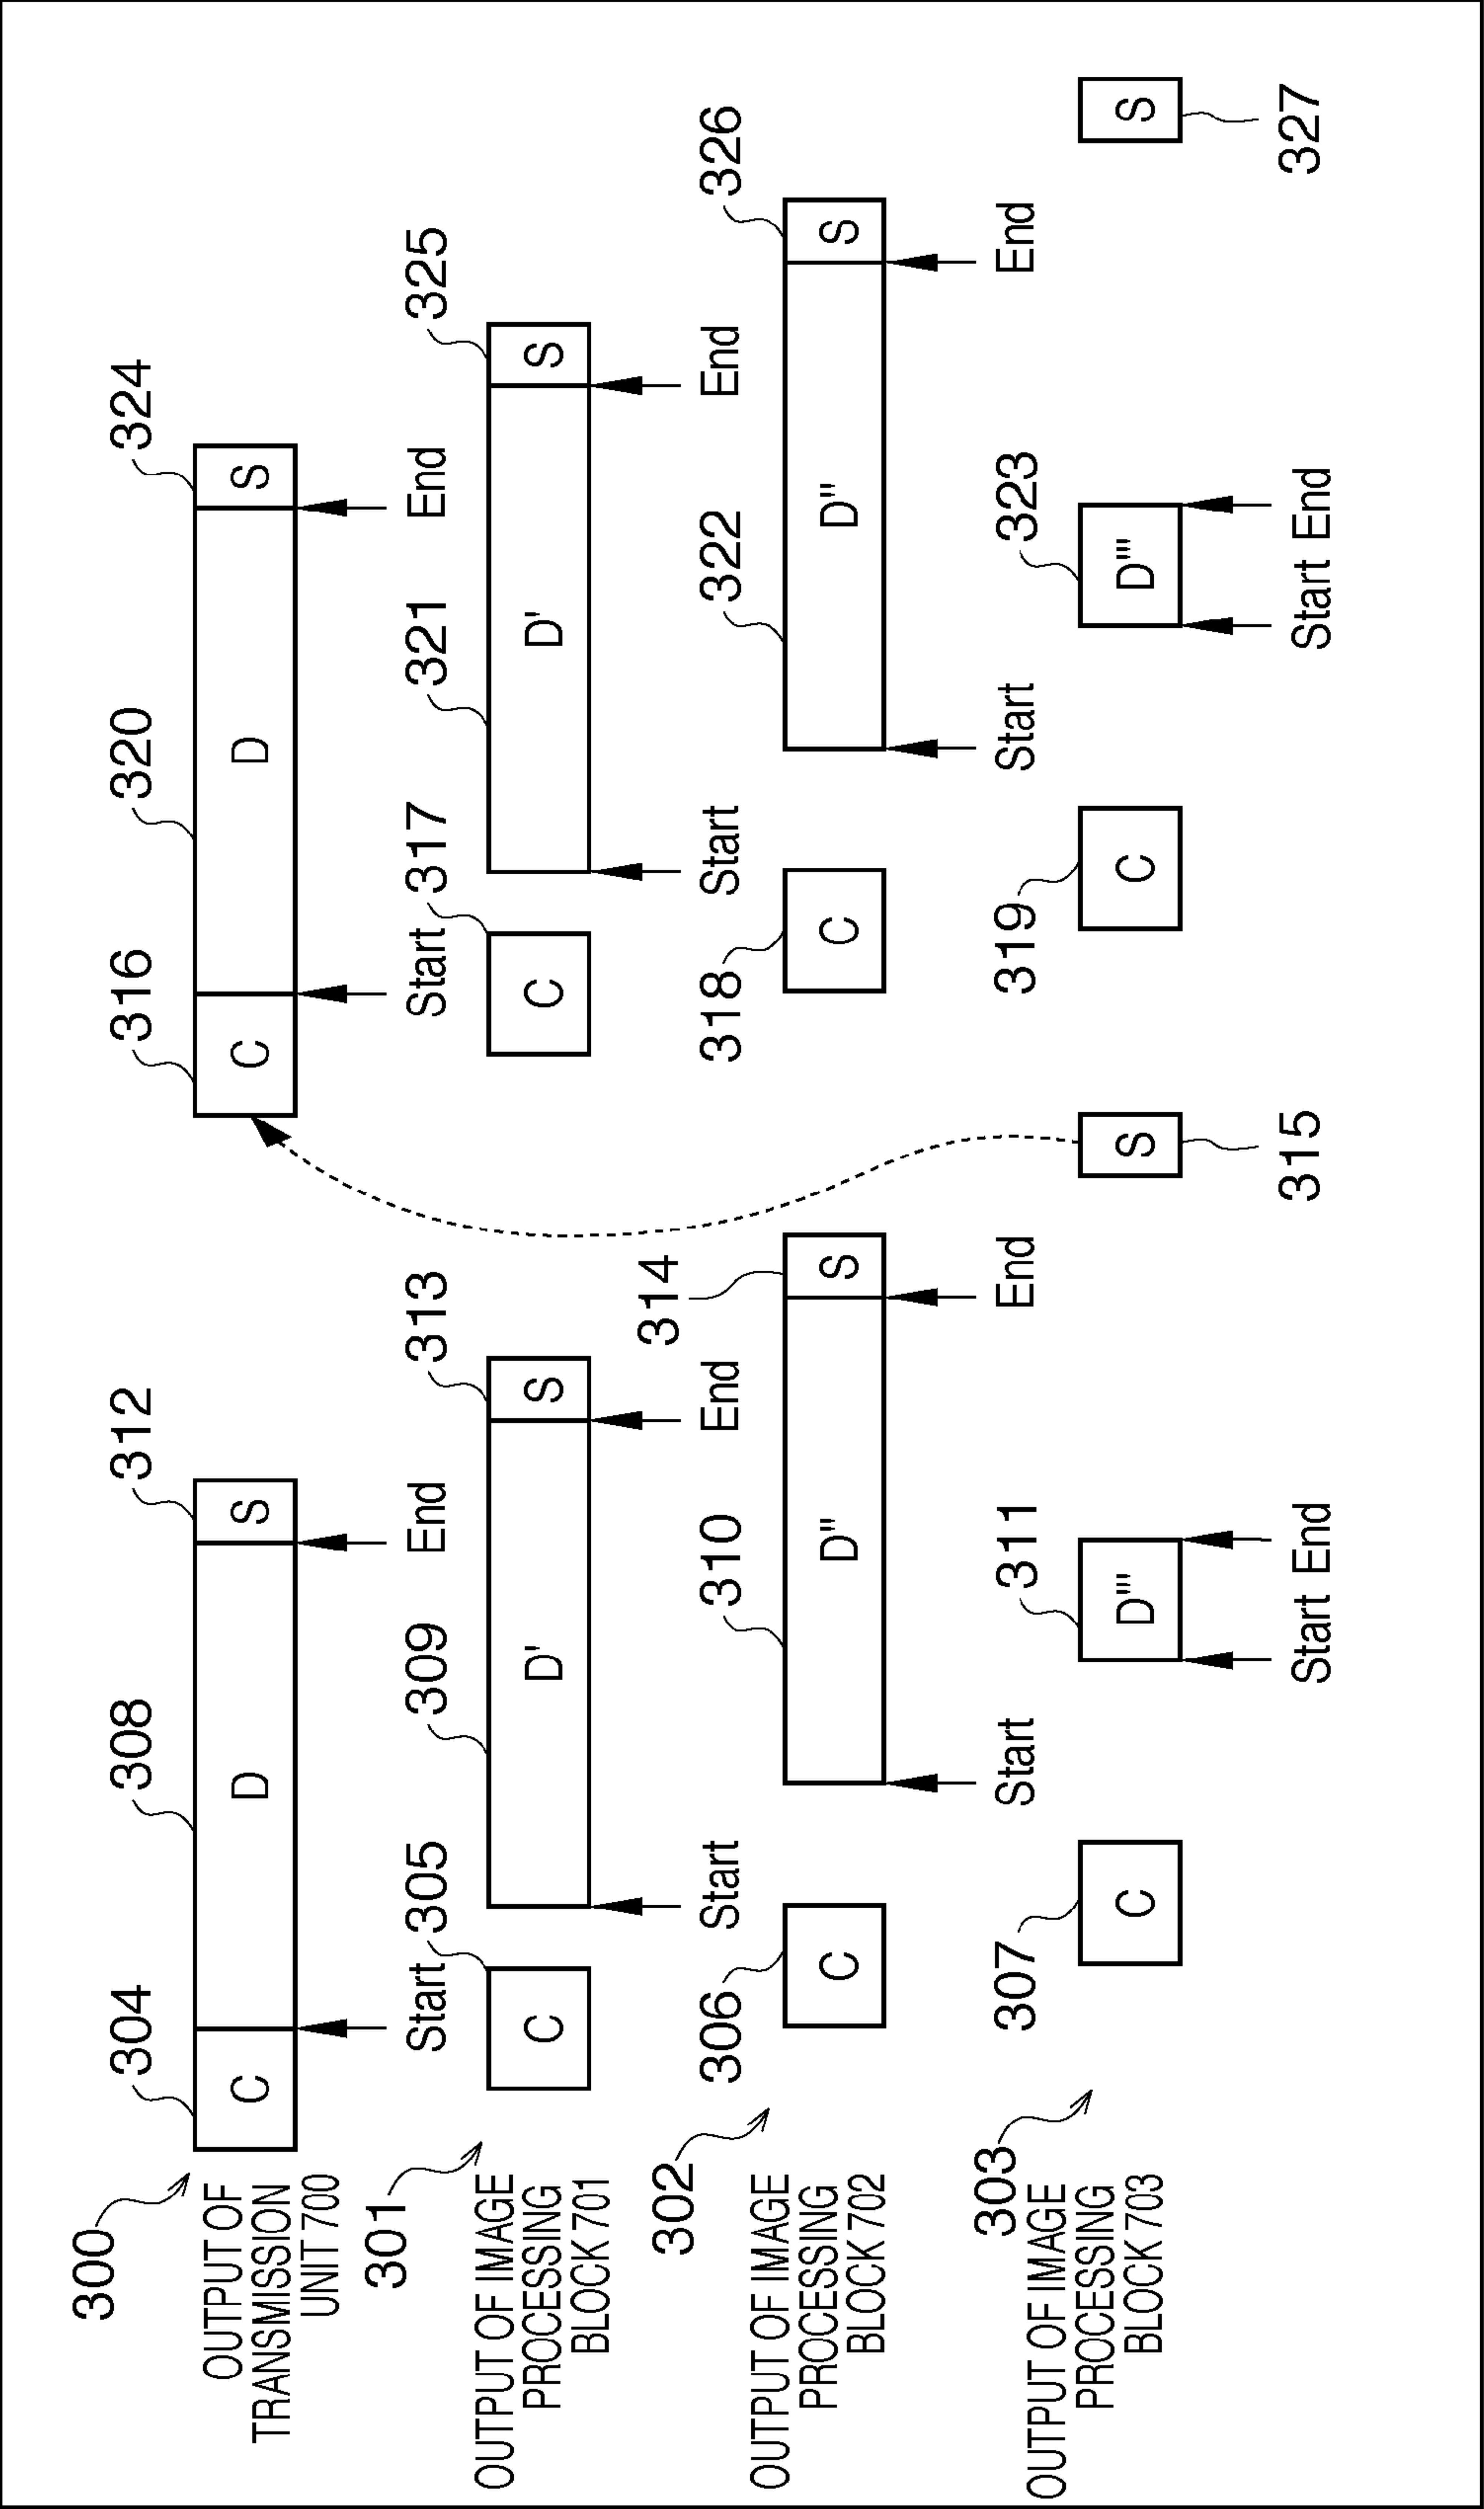 300
OUTPUT OF
TRANSMISSION
UNIT 700
304
C
308
D
312
S
316
C
320
D
324
S
Start
End
Start
End
301
OUTPUT OF IMAGE
PROCESSING
BLOCK 701
305
C
309
D'
313
S
317
C
321
D'
325
S
Start
End
Start
End
302
OUTPUT OF IMAGE
PROCESSING
BLOCK 702
306
C
310
D"
314
S
318
C
322
D"
326
S
Start
End
Start
End
303
OUTPUT OF IMAGE
PROCESSING
BLOCK 703
307
C
311
D'''
S
315
319
C
323
D'''
S
327
Start End
Start End